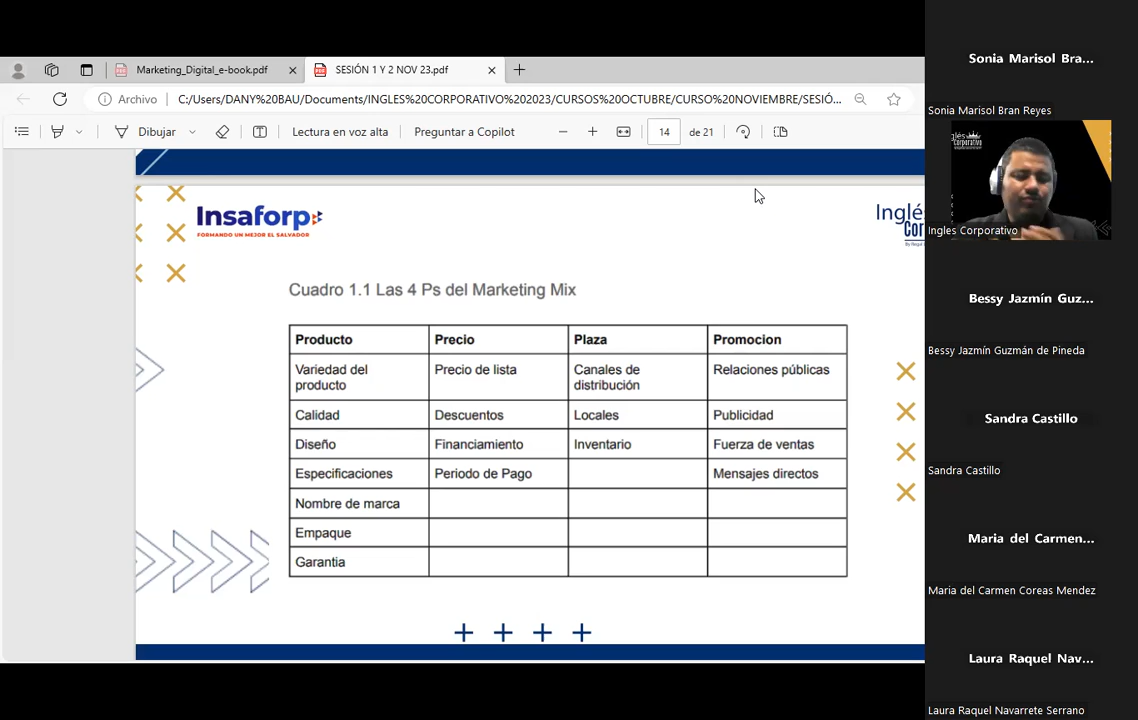 Marketing_Digital_e-book.pdf
SESIÓN 1 Y 2 NOV 23.pdf
Archivo
C:/Users/DANY%20BAU/Documents/INGLES%20CORPORATIVO%202023/CURSOS%20OCTUBRE/CURSO%20NOVIEMBRE/SESIÓ...
Dibujar
Lectura en voz alta
Preguntar a Copilot
14 de 21
Insaforp
FORMANDO UN MEJOR EL SALVADOR
Inglés
Cor
Cuadro 1.1 Las 4 Ps del Marketing Mix
Producto Precio Plaza Promocion
Variedad del producto Precio de lista Canales de distribución Relaciones públicas
Calidad Descuentos Locales Publicidad
Diseño Financiamiento Inventario Fuerza de ventas
Especificaciones Periodo de Pago Mensajes directos
Nombre de marca
Empaque
Garantia
Sonia Marisol Bra...
Sonia Marisol Bran Reyes
Ingles Corporativo
Bessy Jazmín Guz...
Bessy Jazmín Guzmán de Pineda
Sandra Castillo
Sandra Castillo
Maria del Carmen...
Maria del Carmen Coreas Mendez
Laura Raquel Nav...
Laura Raquel Navarrete Serrano